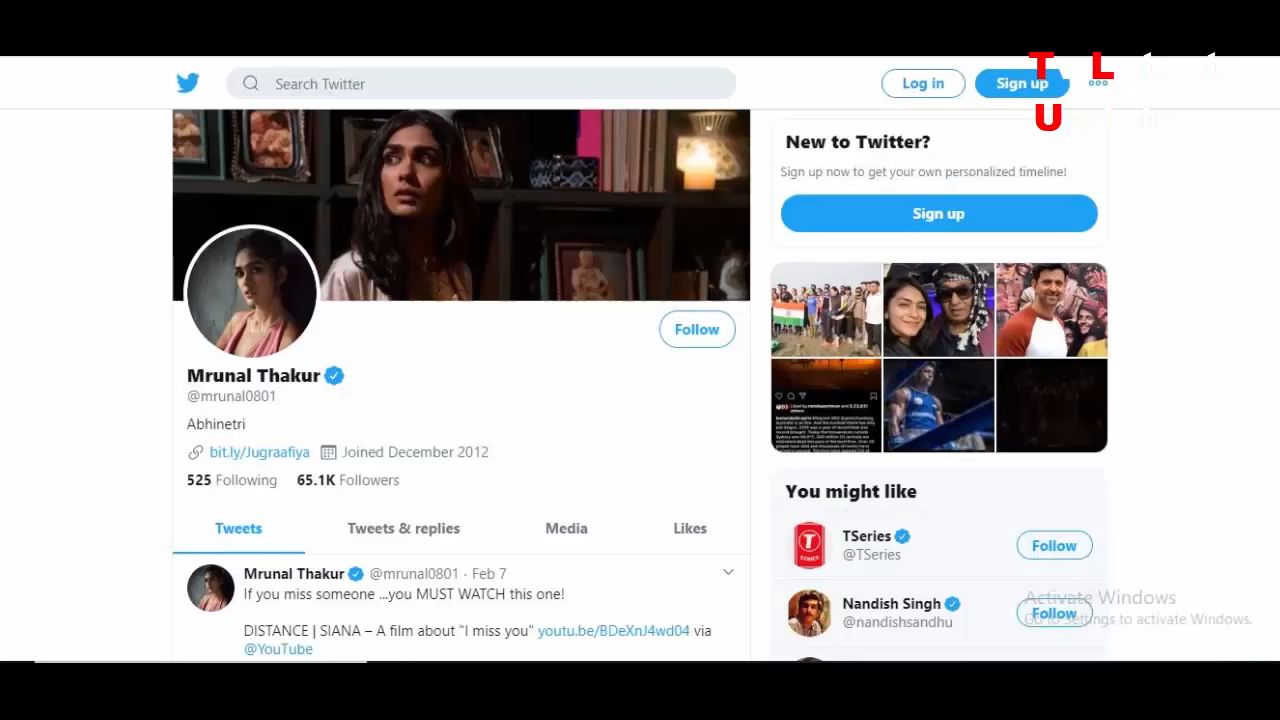 Search Twitter
Log in
Sign up
T L
U
New to Twitter?
Sign up now to get your own personalized timeline!
Sign up
Follow
Mrunal Thakur
@mrunal0801
Abhinetri
bit.ly/Jugraafiya Joined December 2012
525 Following 65.1K Followers
Tweets Tweets & replies Media Likes
Mrunal Thakur @mrunal0801 · Feb 7
If you miss someone ...you MUST WATCH this one!
DISTANCE | SIANA – A film about "I miss you" youtu.be/BDeXnJ4wd04 via
@YouTube
You might like
TSeries
@TSeries
Follow
Nandish Singh
@nandishsandhu
Follow
Activate Windows
Go to Settings to activate Windows.